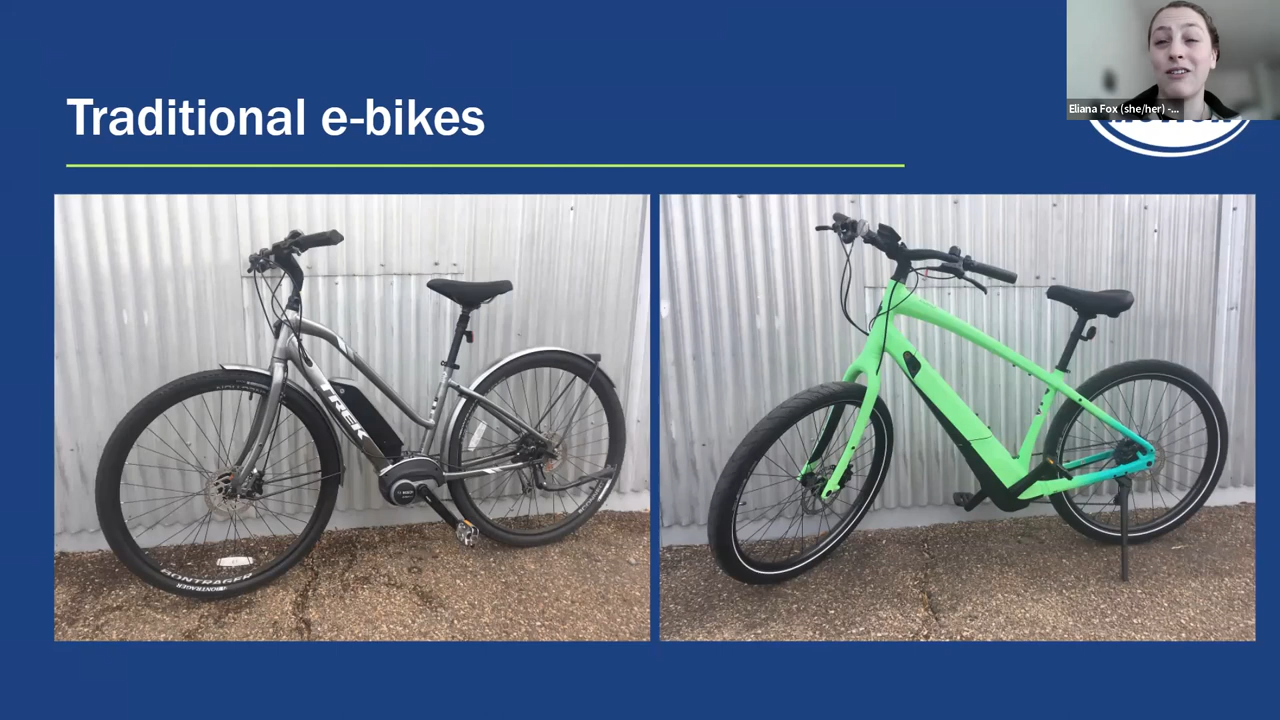 Traditional e-bikes
Eliana Fox (she/her) -...
TREK
BOSCH
BONTRAGER
BONTRAGER